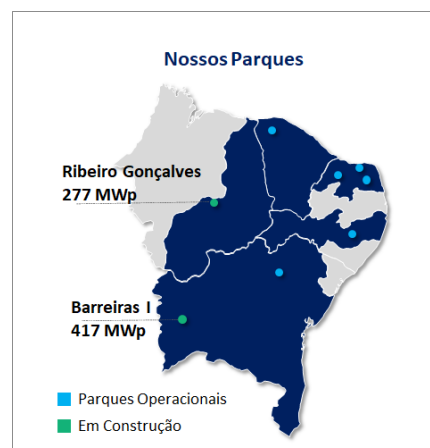 Nossos Parques
Ribeiro Gonçalves
277 MWp
Barreiras I
417 MWp
Parques Operacionais
Em Construção